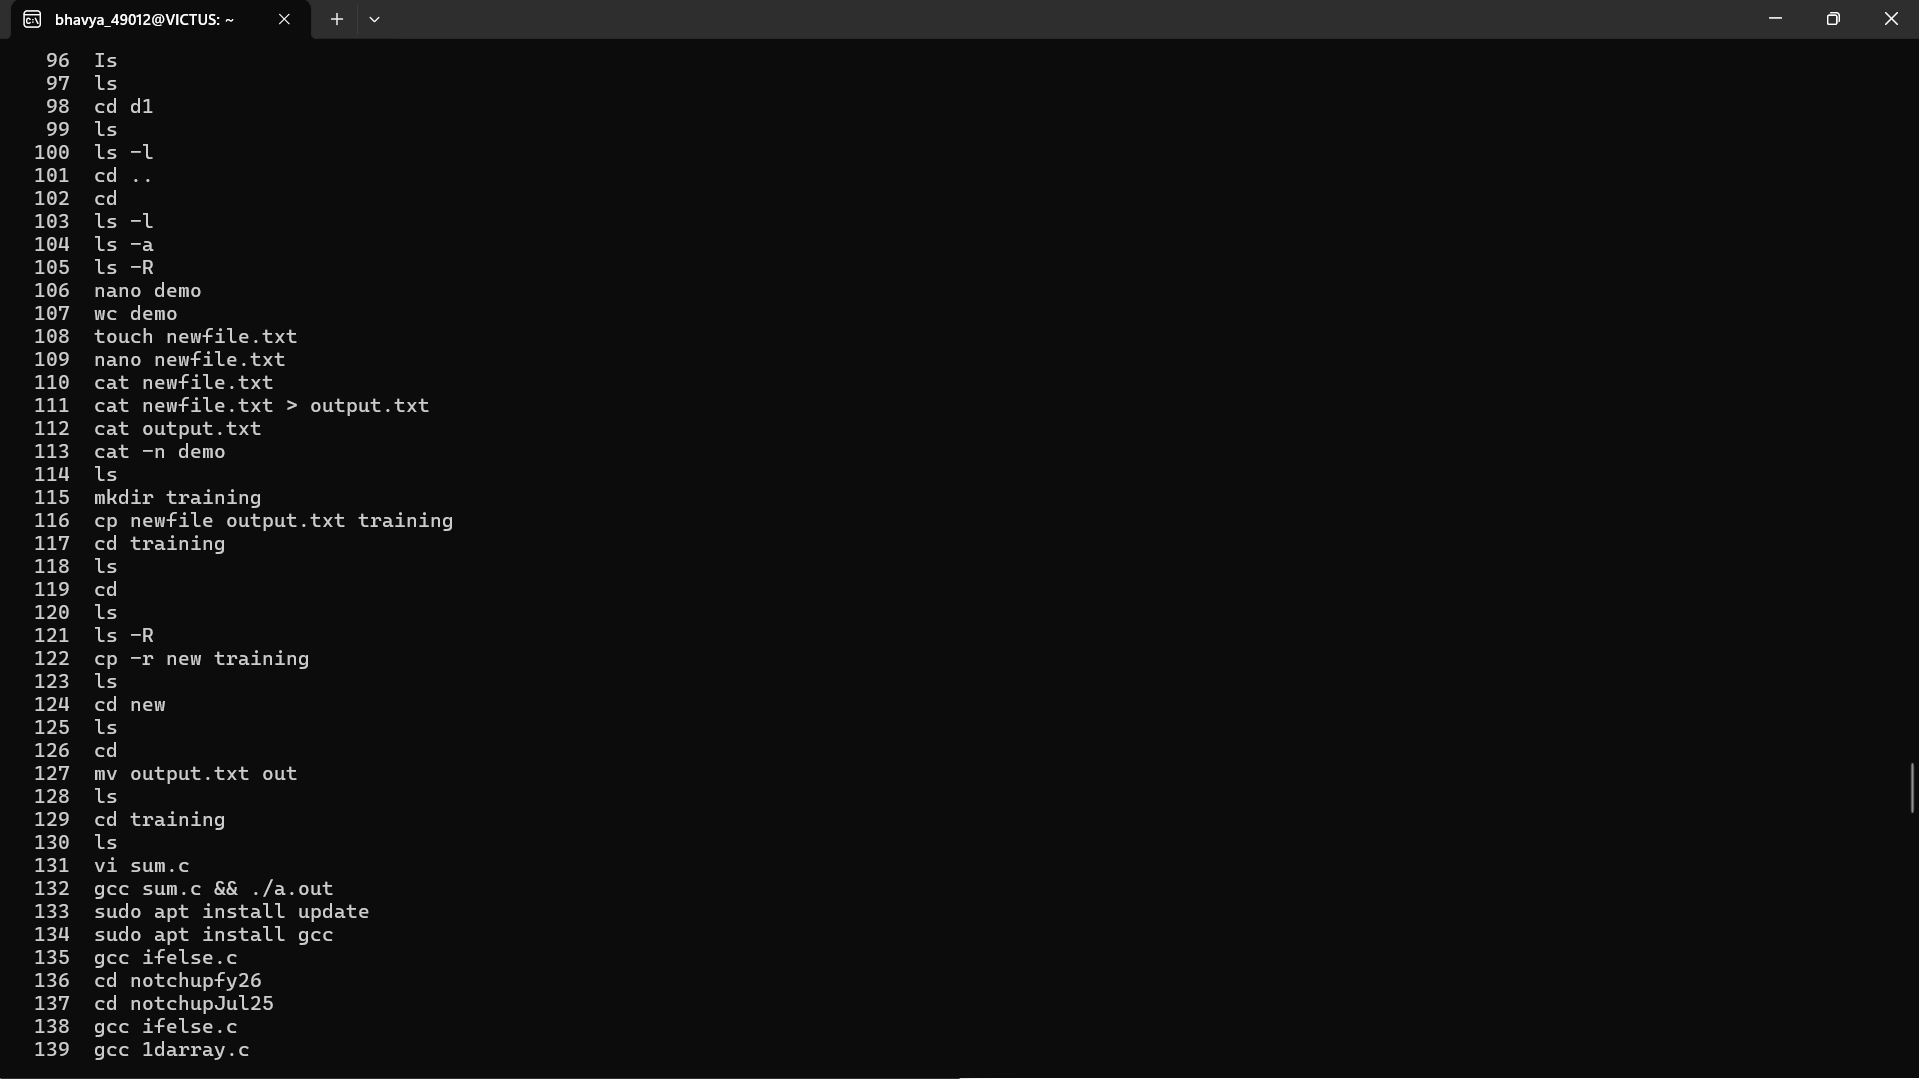 bhavya_49012@VICTUS: ~
96 Is
97 ls
98 cd d1
99 ls
100 ls -l
101 cd ..
102 cd
103 ls -l
104 ls -a
105 ls -R
106 nano demo
107 wc demo
108 touch newfile.txt
109 nano newfile.txt
110 cat newfile.txt
111 cat newfile.txt > output.txt
112 cat output.txt
113 cat -n demo
114 ls
115 mkdir training
116 cp newfile output.txt training
117 cd training
118 ls
119 cd
120 ls
121 ls -R
122 cp -r new training
123 ls
124 cd new
125 ls
126 cd
127 mv output.txt out
128 ls
129 cd training
130 ls
131 vi sum.c
132 gcc sum.c && ./a.out
133 sudo apt install update
134 sudo apt install gcc
135 gcc ifelse.c
136 cd notchupfy26
137 cd notchupJul25
138 gcc ifelse.c
139 gcc 1darray.c